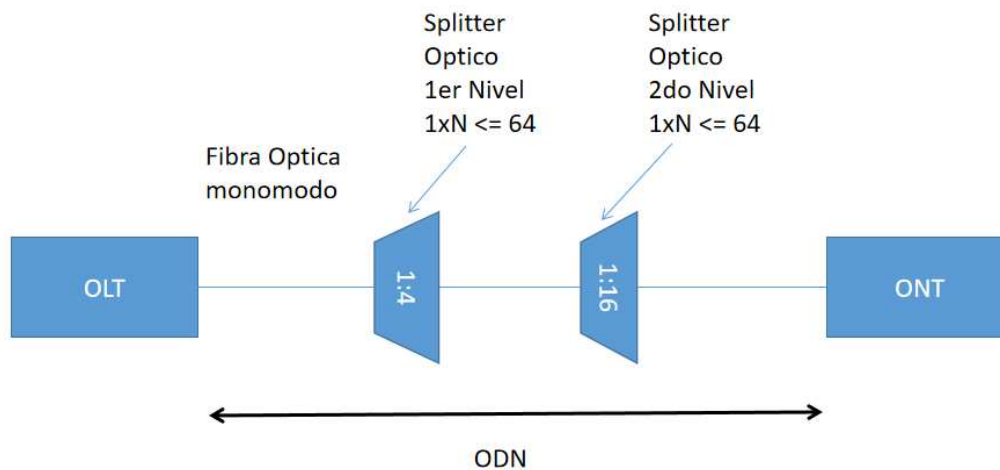 Splitter
Optico
1er Nivel
1xN <= 64
Splitter
Optico
2do Nivel
1xN <= 64
Fibra Optica
monomodo
OLT
1:4
1:16
ONT
ODN